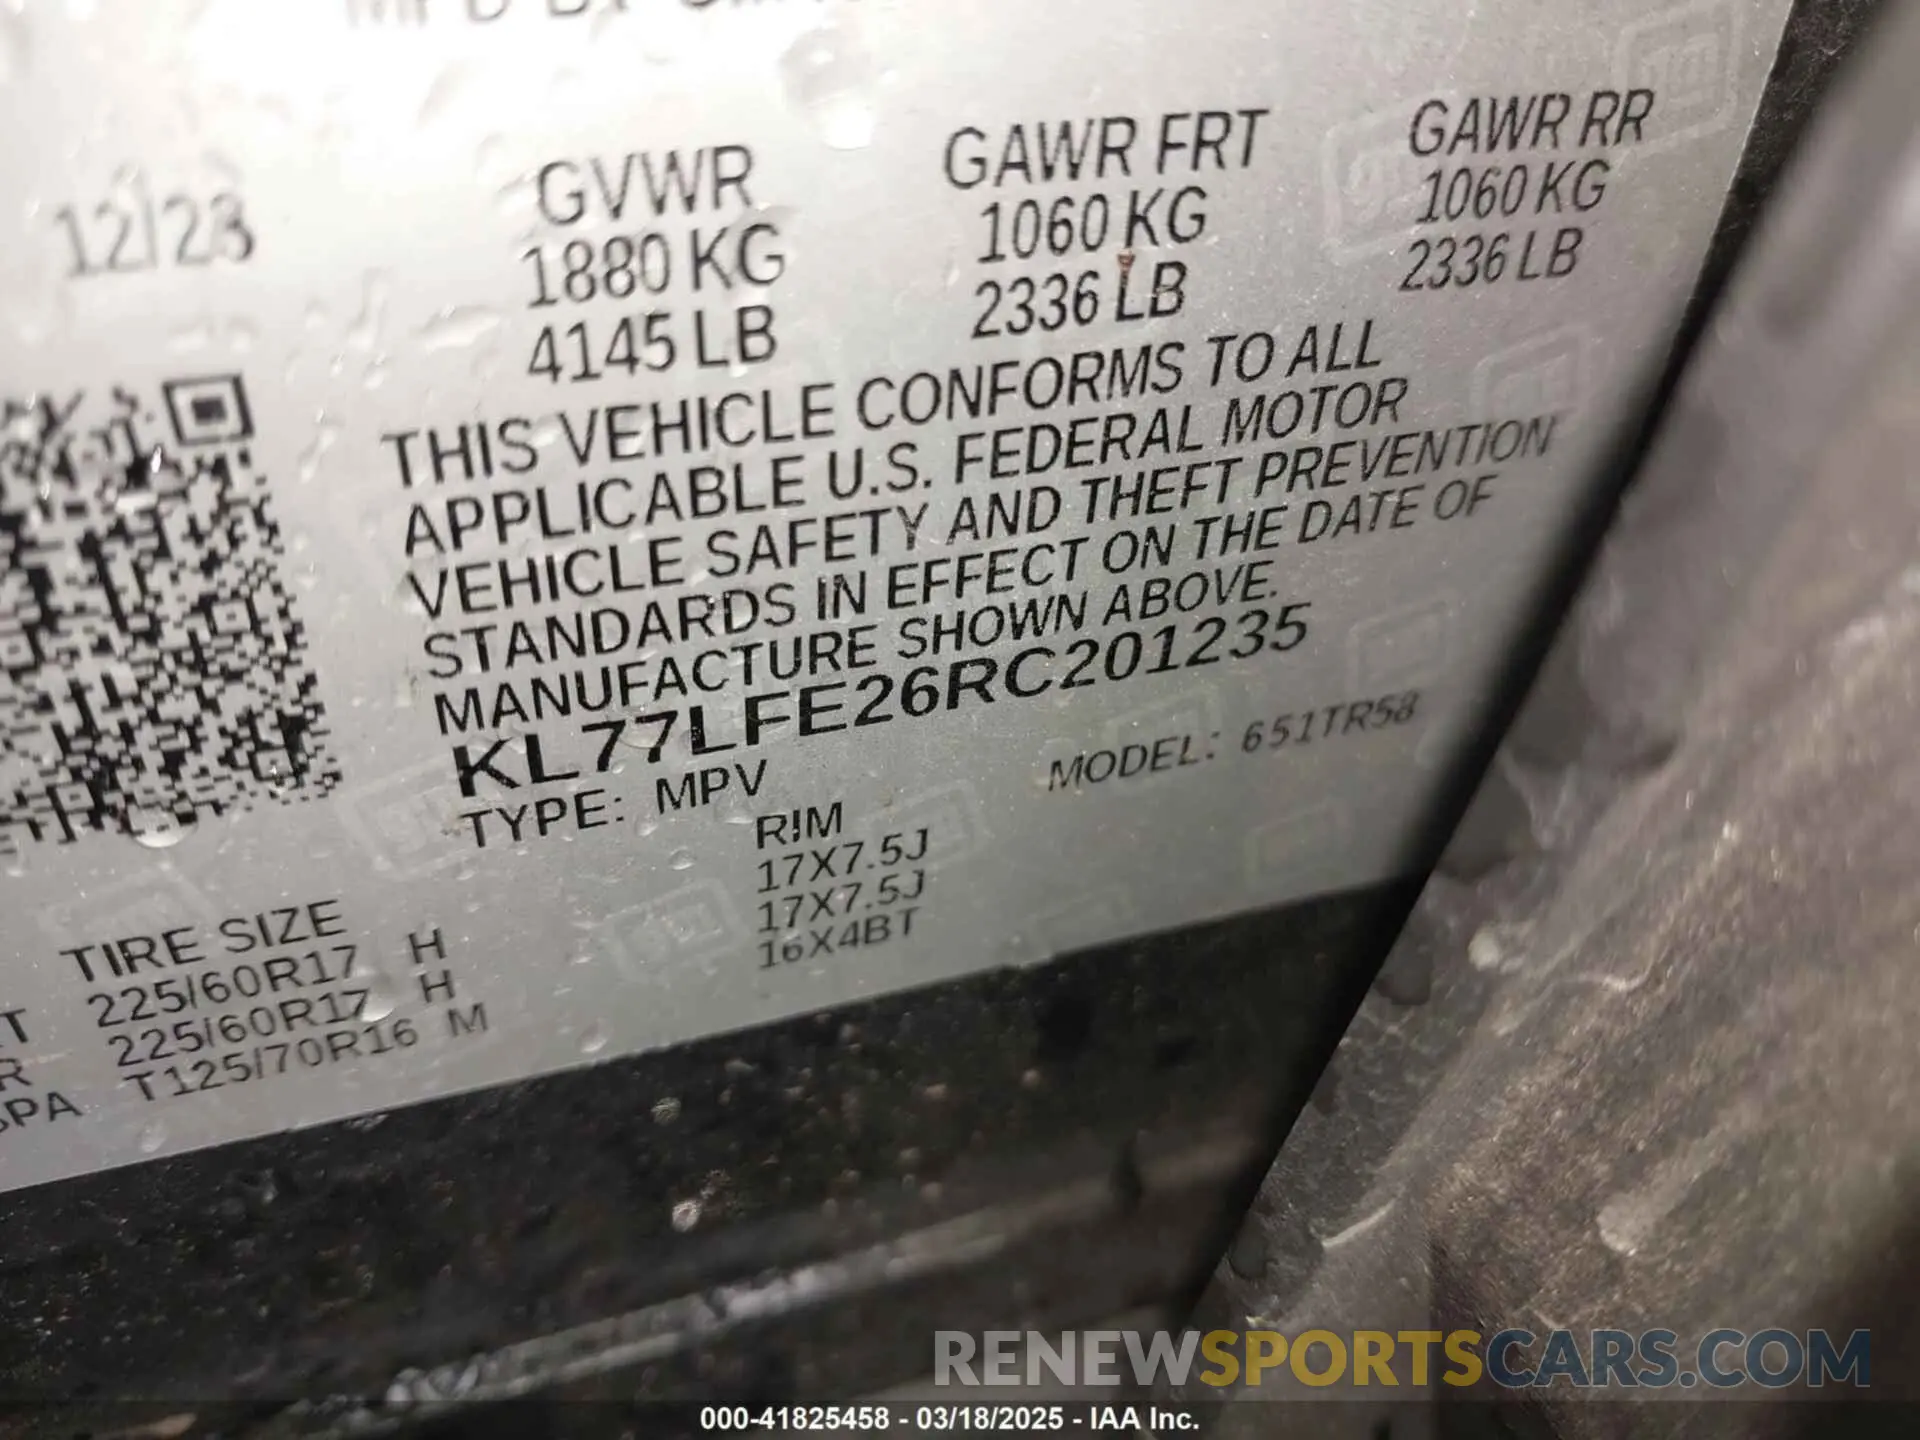 MFD BY
12/23
GVWR
1880 KG
4145 LB
GAWR FRT
1060 KG
2336 LB
GAWR RR
1060 KG
2336 LB
THIS VEHICLE CONFORMS TO ALL
APPLICABLE U.S. FEDERAL MOTOR
VEHICLE SAFETY AND THEFT PREVENTION
STANDARDS IN EFFECT ON THE DATE OF
MANUFACTURE SHOWN ABOVE.
KL77LFE26RC201235
TYPE: MPV
MODEL: 651TR58
TIRE SIZE
RIM
225/60R17 H
17X7.5J
225/60R17 H
17X7.5J
SPA T125/70R16 M
16X4BT
RENEWSPORTSCARS.COM
000-41825458 - 03/18/2025 - IAA Inc.